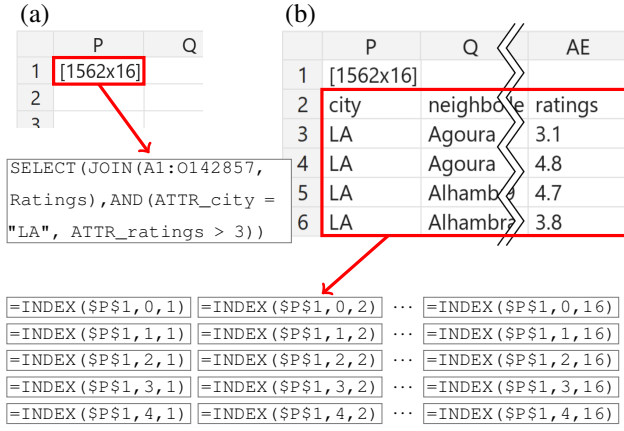 (a)
P Q
1 [1562x16]
2
3
SELECT(JOIN(A1:O142857,
Ratings),AND(ATTR_city =
"LA", ATTR_ratings > 3))
(b)
P Q AE
1 [1562x16]
2 city ratings
3 LA Agoura 3.1
4 LA Agoura 4.8
5 LA 4.7
6 LA Alhambra 3.8
=INDEX($P$1,0,1) =INDEX($P$1,0,2) ... =INDEX($P$1,0,16)
=INDEX($P$1,1,1) =INDEX($P$1,1,2) ... =INDEX($P$1,1,16)
=INDEX($P$1,2,1) =INDEX($P$1,2,2) ... =INDEX($P$1,2,16)
=INDEX($P$1,3,1) =INDEX($P$1,3,2) ... =INDEX($P$1,3,16)
=INDEX($P$1,4,1) =INDEX($P$1,4,2) ... =INDEX($P$1,4,16)